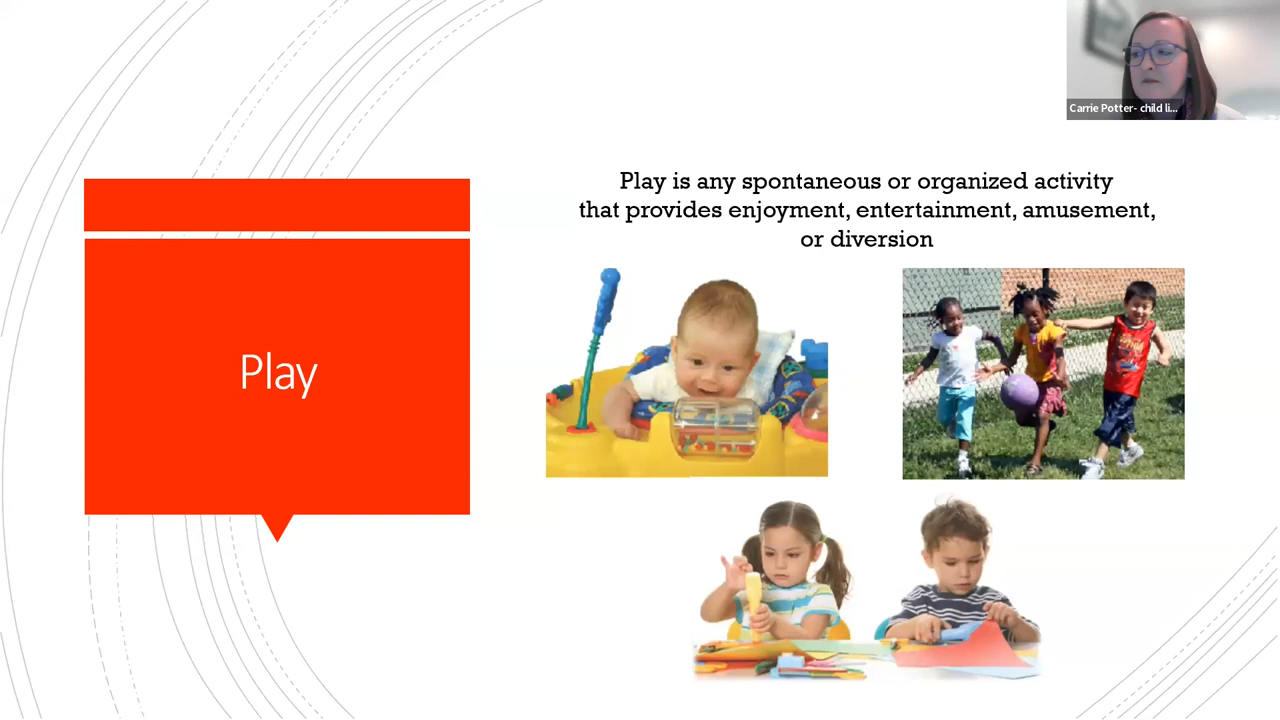 Carrie Potter- child li...
Play is any spontaneous or organized activity
that provides enjoyment, entertainment, amusement,
or diversion
Play